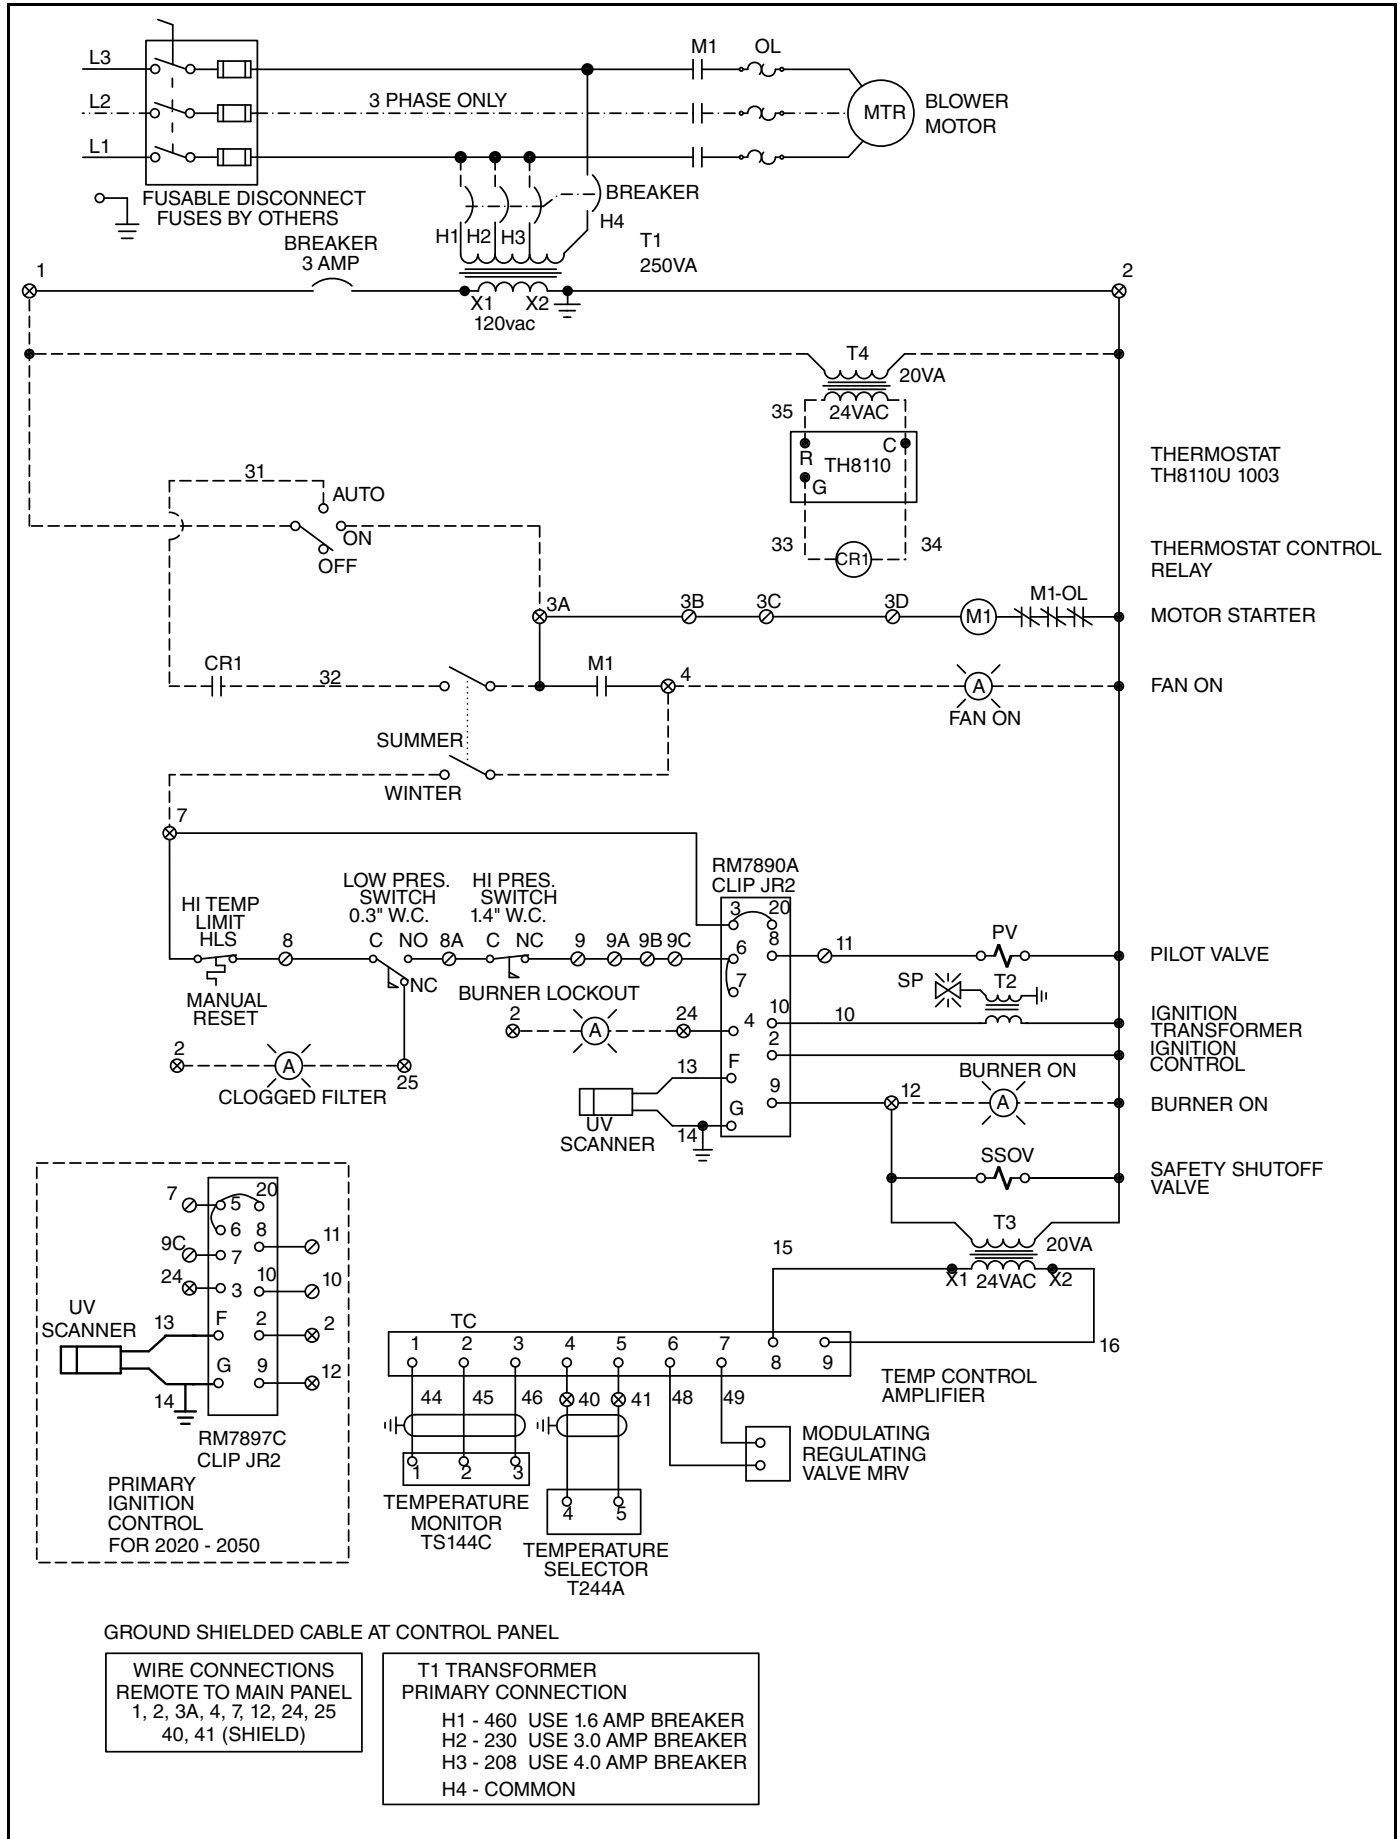 M1 OL
L3
L2
3 PHASE ONLY
MTR
BLOWER
MOTOR
L1
FUSABLE DISCONNECT
FUSES BY OTHERS
BREAKER
H4
H1 H2 H3
T1
250VA
BREAKER
3 AMP
1
2
X1 X2
120vac
T4
20VA
24VAC
35
R C
TH8110
G
THERMOSTAT
TH8110U 1003
31
AUTO
ON
OFF
33
CR1
34
THERMOSTAT CONTROL
RELAY
3A 3B 3C 3D
M1
M1-OL
MOTOR STARTER
CR1
32
M1
4
A
FAN ON
FAN ON
SUMMER
WINTER
7
RM7890A
CLIP JR2
3 20
6 8
7
4 10
2
F
G 9
HI TEMP
LIMIT
HLS
MANUAL
RESET
8
LOW PRES.
SWITCH
0.3" W.C.
C NO
NC
8A
HI PRES.
SWITCH
1.4" W.C.
C NC
9 9A 9B 9C
11
PV
PILOT VALVE
SP
T2
10
IGNITION
TRANSFORMER
IGNITION
CONTROL
BURNER LOCKOUT
2
A
24
2
A
25
CLOGGED FILTER
13
UV
SCANNER
14
BURNER ON
12
A
BURNER ON
SSOV
SAFETY SHUTOFF
VALVE
T3
20VA
X1 24VAC X2
15
16
7 5 20
6 8 11
9C 7
24 3 10 10
UV
SCANNER
13 F 2 2
G 9 12
14
RM7897C
CLIP JR2
PRIMARY
IGNITION
CONTROL
FOR 2020 - 2050
TC
1 2 3 4 5 6 7 8 9
TEMP CONTROL
AMPLIFIER
44 45 46 40 41 48 49
1 2 3
TEMPERATURE
MONITOR
TS144C
4 5
TEMPERATURE
SELECTOR
T244A
MODULATING
REGULATING
VALVE MRV
GROUND SHIELDED CABLE AT CONTROL PANEL
WIRE CONNECTIONS
REMOTE TO MAIN PANEL
1, 2, 3A, 4, 7, 12, 24, 25
40, 41 (SHIELD)
T1 TRANSFORMER
PRIMARY CONNECTION
H1 - 460 USE 1.6 AMP BREAKER
H2 - 230 USE 3.0 AMP BREAKER
H3 - 208 USE 4.0 AMP BREAKER
H4 - COMMON